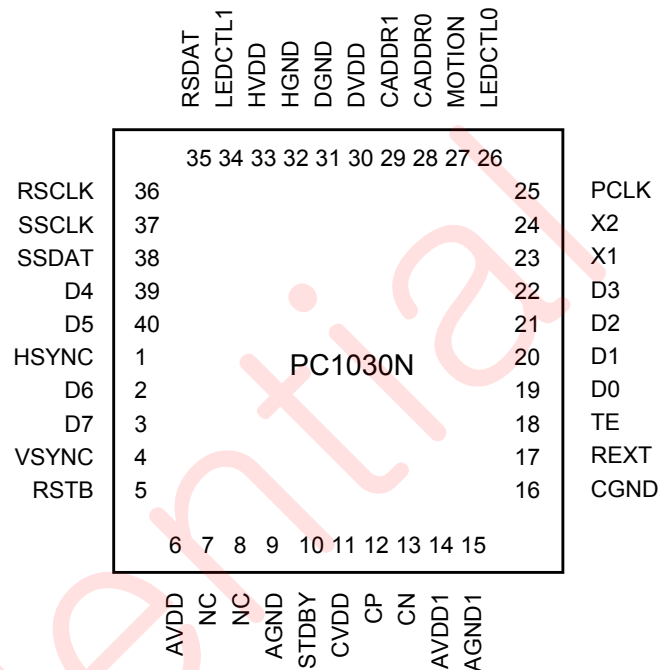 RSDAT LEDCTL1 HVDD HGND DGND DVDD CADDR1 CADDR0 MOTION LEDCTL0
35 34 33 32 31 30 29 28 27 26
RSCLK 36 25 PCLK
SSCLK 37 24 X2
SSDAT 38 23 X1
D4 39 22 D3
D5 40 21 D2
HSYNC 1 PC1030N 20 D1
D6 2 19 D0
D7 3 18 TE
VSYNC 4 17 REXT
RSTB 5 16 CGND
6 7 8 9 10 11 12 13 14 15
AVDD NC NC AGND STDBY CVDD CP CN AVDD1 AGND1
ential